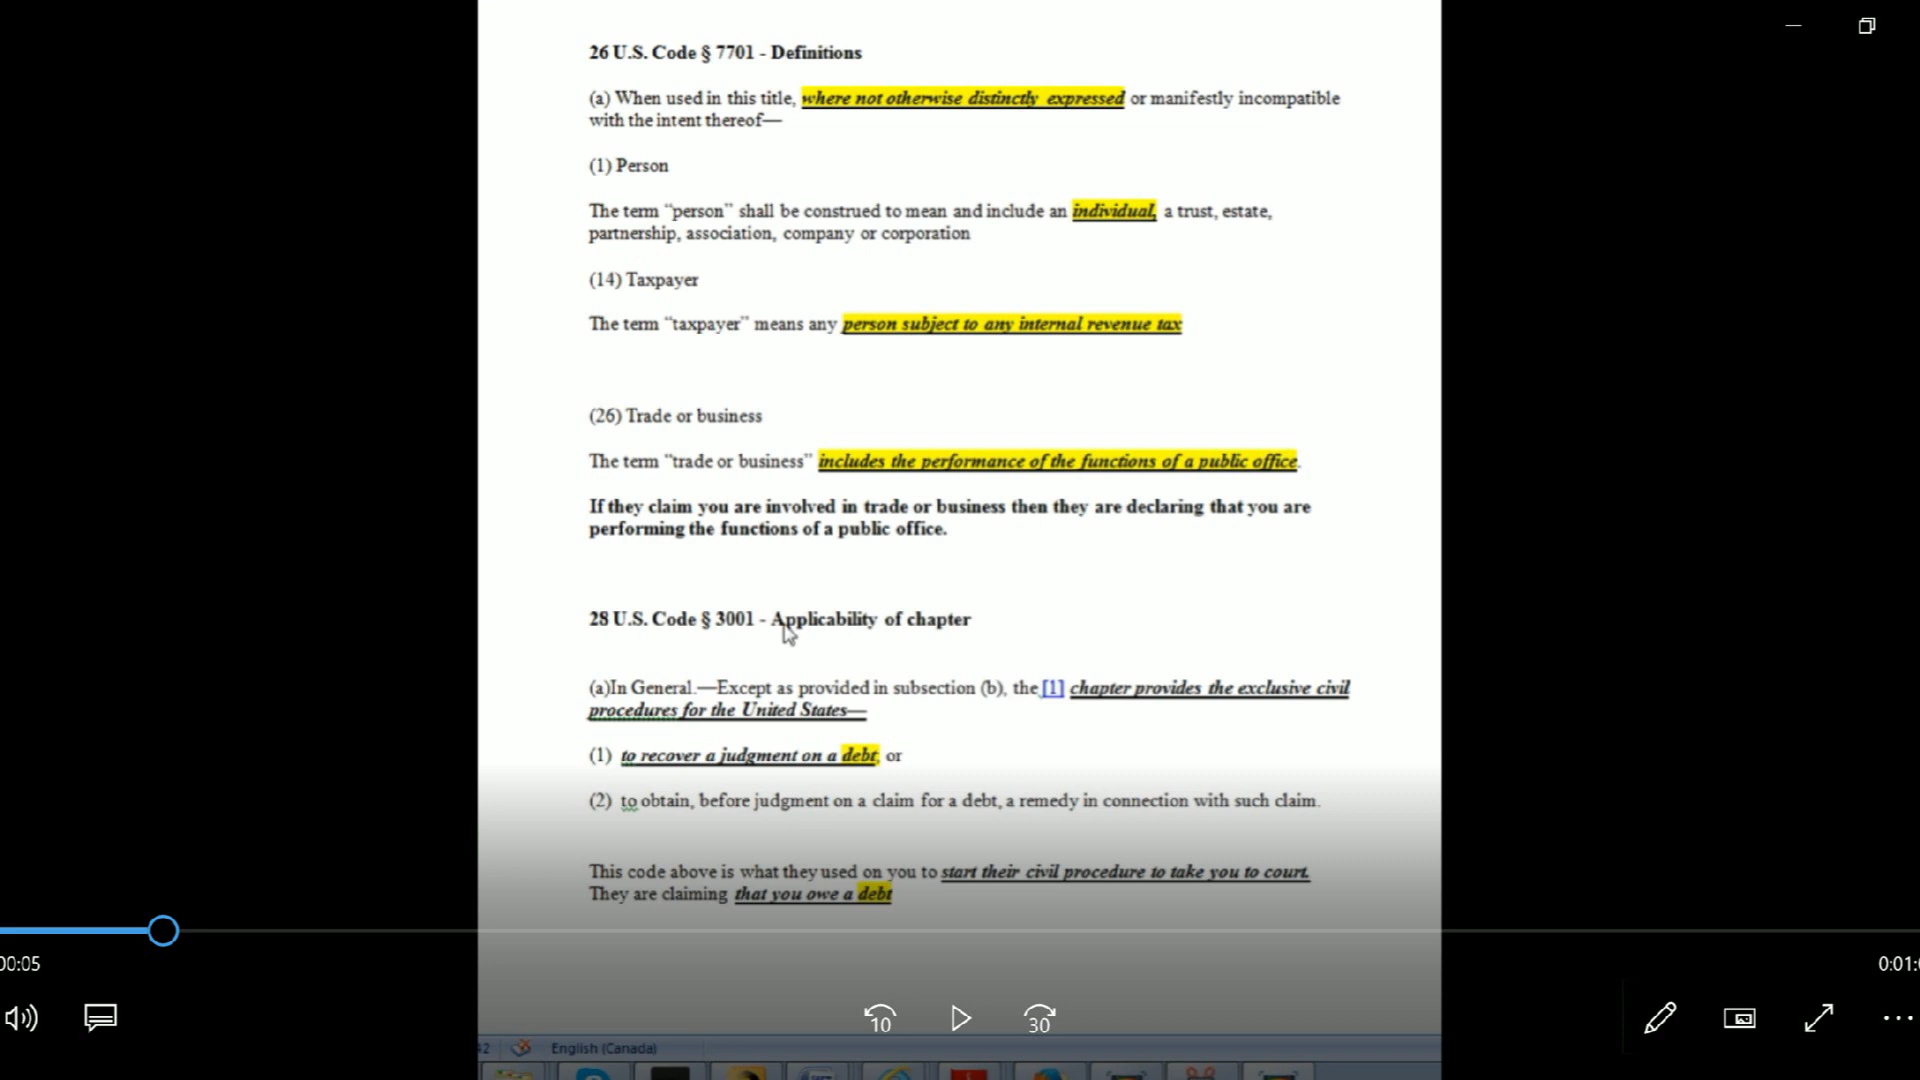 26 U.S. Code § 7701 - Definitions
(a) When used in this title, where not otherwise distinctly expressed or manifestly incompatible
with the intent thereof—
(1) Person
The term “person” shall be construed to mean and include an individual, a trust, estate,
partnership, association, company or corporation
(14) Taxpayer
The term “taxpayer” means any person subject to any internal revenue tax
(26) Trade or business
The term “trade or business” includes the performance of the functions of a public office.
If they claim you are involved in trade or business then they are declaring that you are
performing the functions of a public office.
28 U.S. Code § 3001 - Applicability of chapter
(a)In General.—Except as provided in subsection (b), the [1] chapter provides the exclusive civil
procedures for the United States—
(1) to recover a judgment on a debt; or
(2) to obtain, before judgment on a claim for a debt, a remedy in connection with such claim.
This code above is what they used on you to start their civil procedure to take you to court.
They are claiming that you owe a debt
00:05
0:01:
10
30
English (Canada)